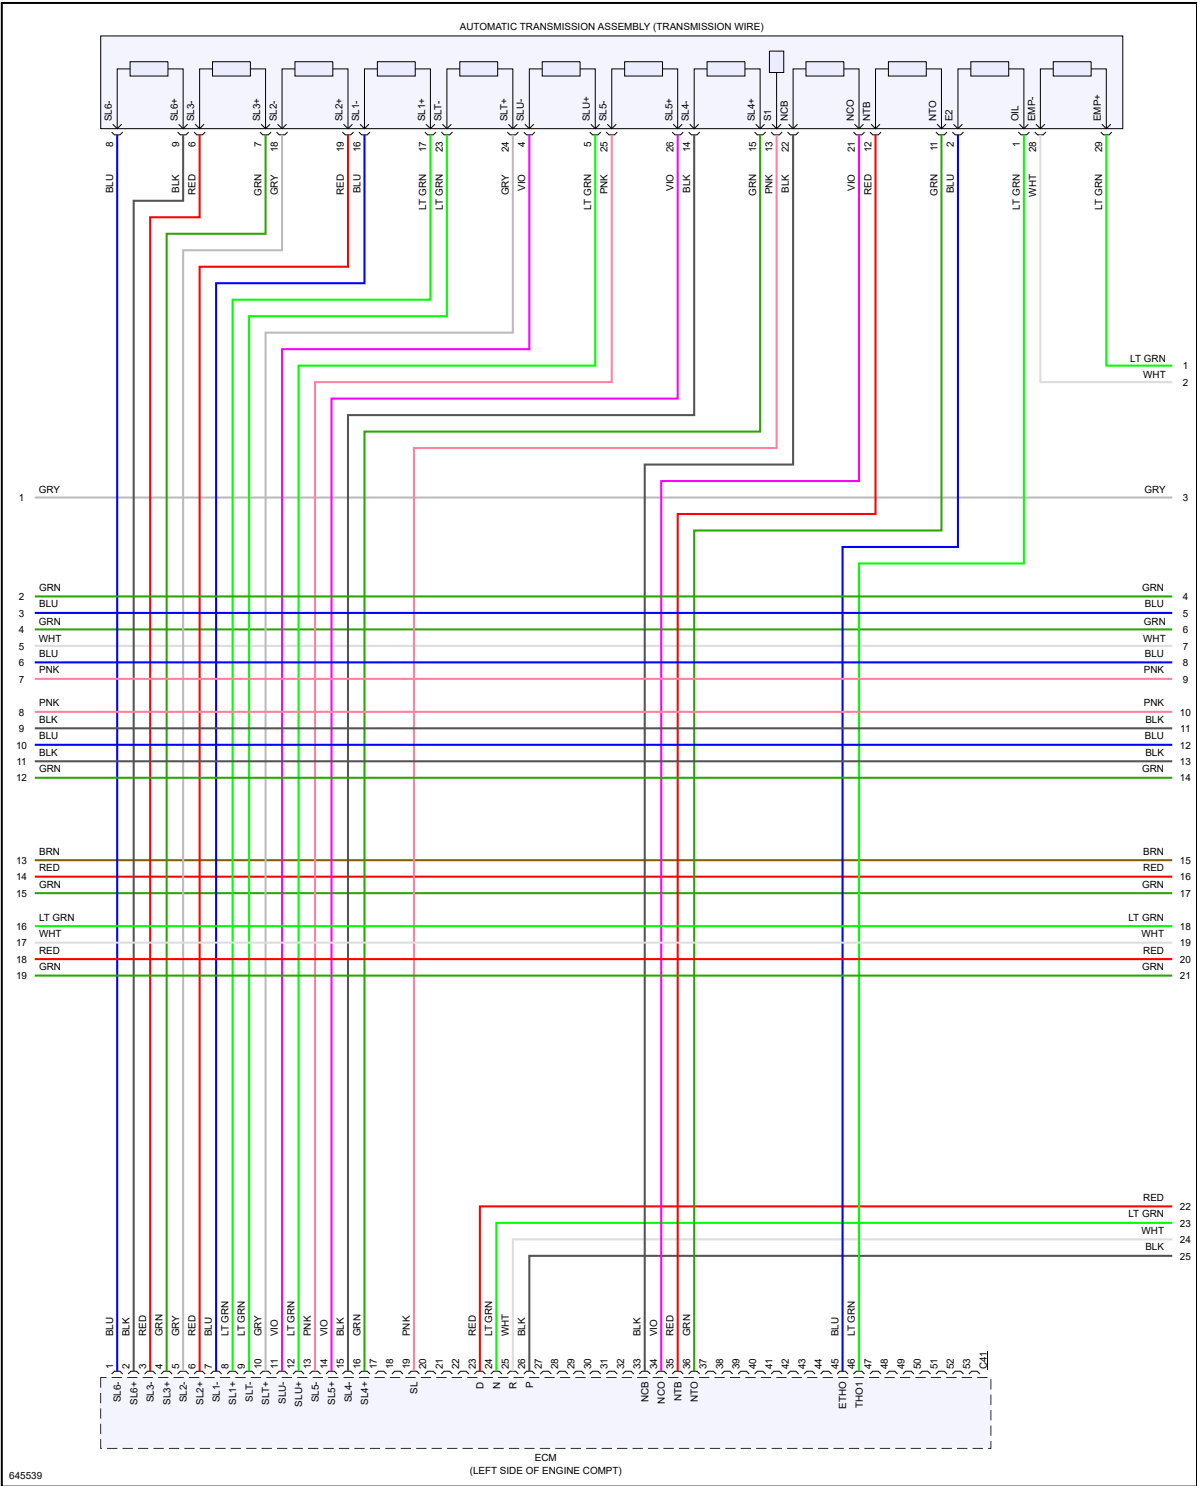 AUTOMATIC TRANSMISSION ASSEMBLY (TRANSMISSION WIRE)
SL6- SL6+ SL3- SL3+ SL2- SL2+ SL1- SL1+ SLT- SLT+ SLU- SLU+ SL5- SL5+ SL4- SL4+ S1 NCB NCO NTB NTO E2 OIL EMP- EMP+
8 9 6 7 18 19 16 17 23 24 4 5 25 26 14 15 13 22 21 12 11 2 1 28 29
BLU BLK RED GRN GRY RED BLU LT GRN LT GRN GRY VIO LT GRN PNK VIO BLK GRN PNK BLK VIO RED GRN BLU LT GRN WHT LT GRN
LT GRN 1
WHT 2
1 GRY GRY 3
2 GRN GRN 4
3 BLU BLU 5
4 GRN GRN 6
5 WHT WHT 7
6 BLU BLU 8
7 PNK PNK 9
8 PNK PNK 10
9 BLK BLK 11
10 BLU BLU 12
11 BLK BLK 13
12 GRN GRN 14
13 BRN BRN 15
14 RED RED 16
15 GRN GRN 17
16 LT GRN LT GRN 18
17 WHT WHT 19
18 RED RED 20
19 GRN GRN 21
RED 22
LT GRN 23
WHT 24
BLK 25
BLU BLK RED GRN GRY RED BLU LT GRN LT GRN GRY VIO LT GRN PNK VIO BLK GRN PNK RED LT GRN WHT BLK BLK VIO RED GRN BLU LT GRN
1 2 3 4 5 6 7 8 9 10 11 12 13 14 15 16 17 18 19 20 21 22 23 24 25 26 27 28 29 30 31 32 33 34 35 36 37 38 39 40 41 42 43 44 45 46 47 48 49 50 51 52 53 C41
SL6- SL6+ SL3- SL3+ SL2- SL2+ SL1- SL1+ SLT- SLT+ SLU- SLU+ SL5- SL5+ SL4- SL4+ SL D N R P NCB NCO NTB NTO ETHO THO1
ECM
(LEFT SIDE OF ENGINE COMPT)
645539